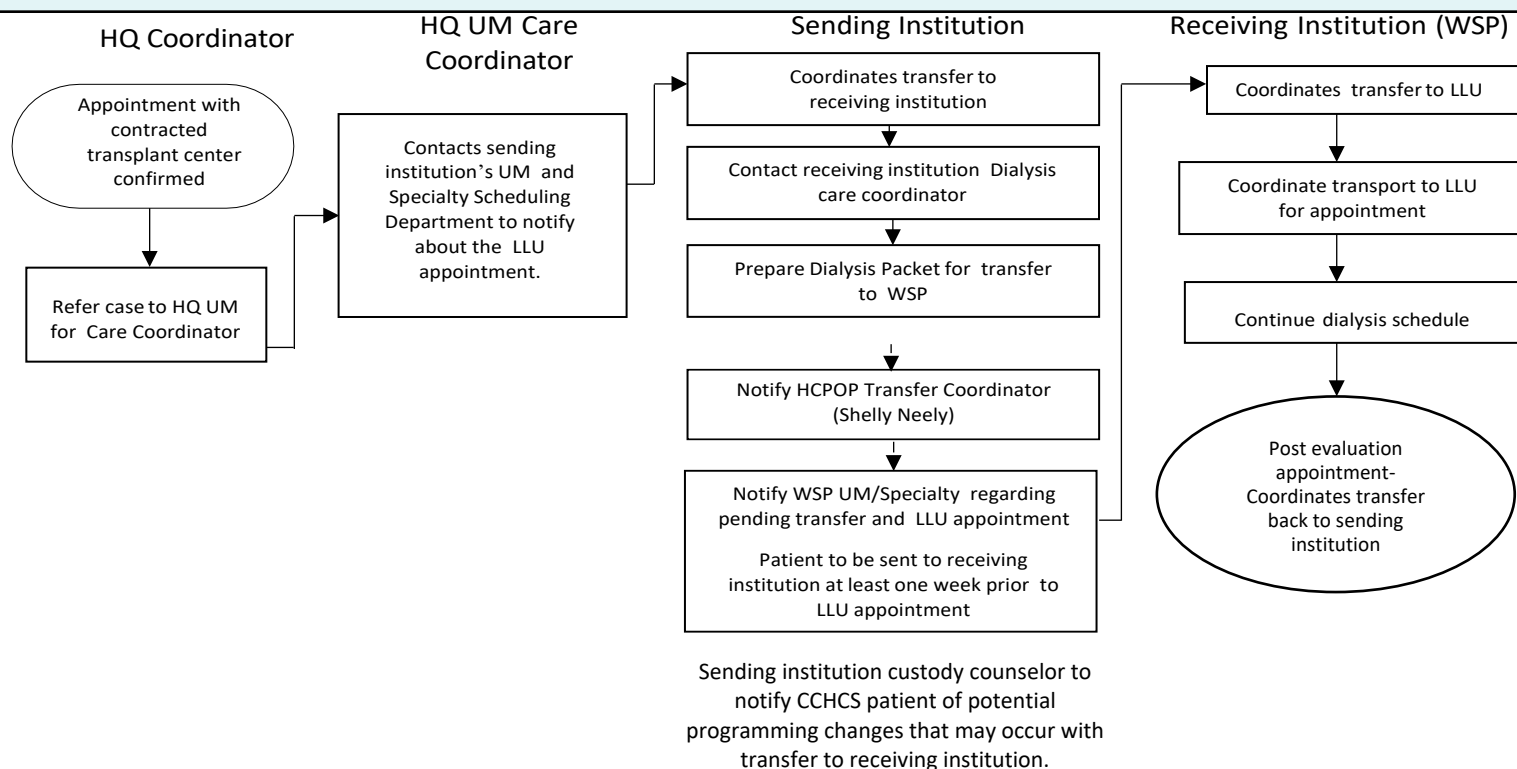 HQ Coordinator
Appointment with
contracted
transplant center
confirmed
Refer case to HQ UM
for Care Coordinator
HQ UM Care
Coordinator
Contacts sending
institution’s UM and
Specialty Scheduling
Department to notify
about the LLU
appointment.
Sending Institution
Coordinates transfer to
receiving institution
Contact receiving institution Dialysis
care coordinator
Prepare Dialysis Packet for transfer
to WSP
Notify HCPOP Transfer Coordinator
(Shelly Neely)
Notify WSP UM/Specialty regarding
pending transfer and LLU appointment
Patient to be sent to receiving
institution at least one week prior to
LLU appointment
Sending institution custody counselor to
notify CCHCS patient of potential
programming changes that may occur with
transfer to receiving institution.
Receiving Institution (WSP)
Coordinates transfer to LLU
Coordinate transport to LLU
for appointment
Continue dialysis schedule
Post evaluation
appointment-
Coordinates transfer
back to sending
institution